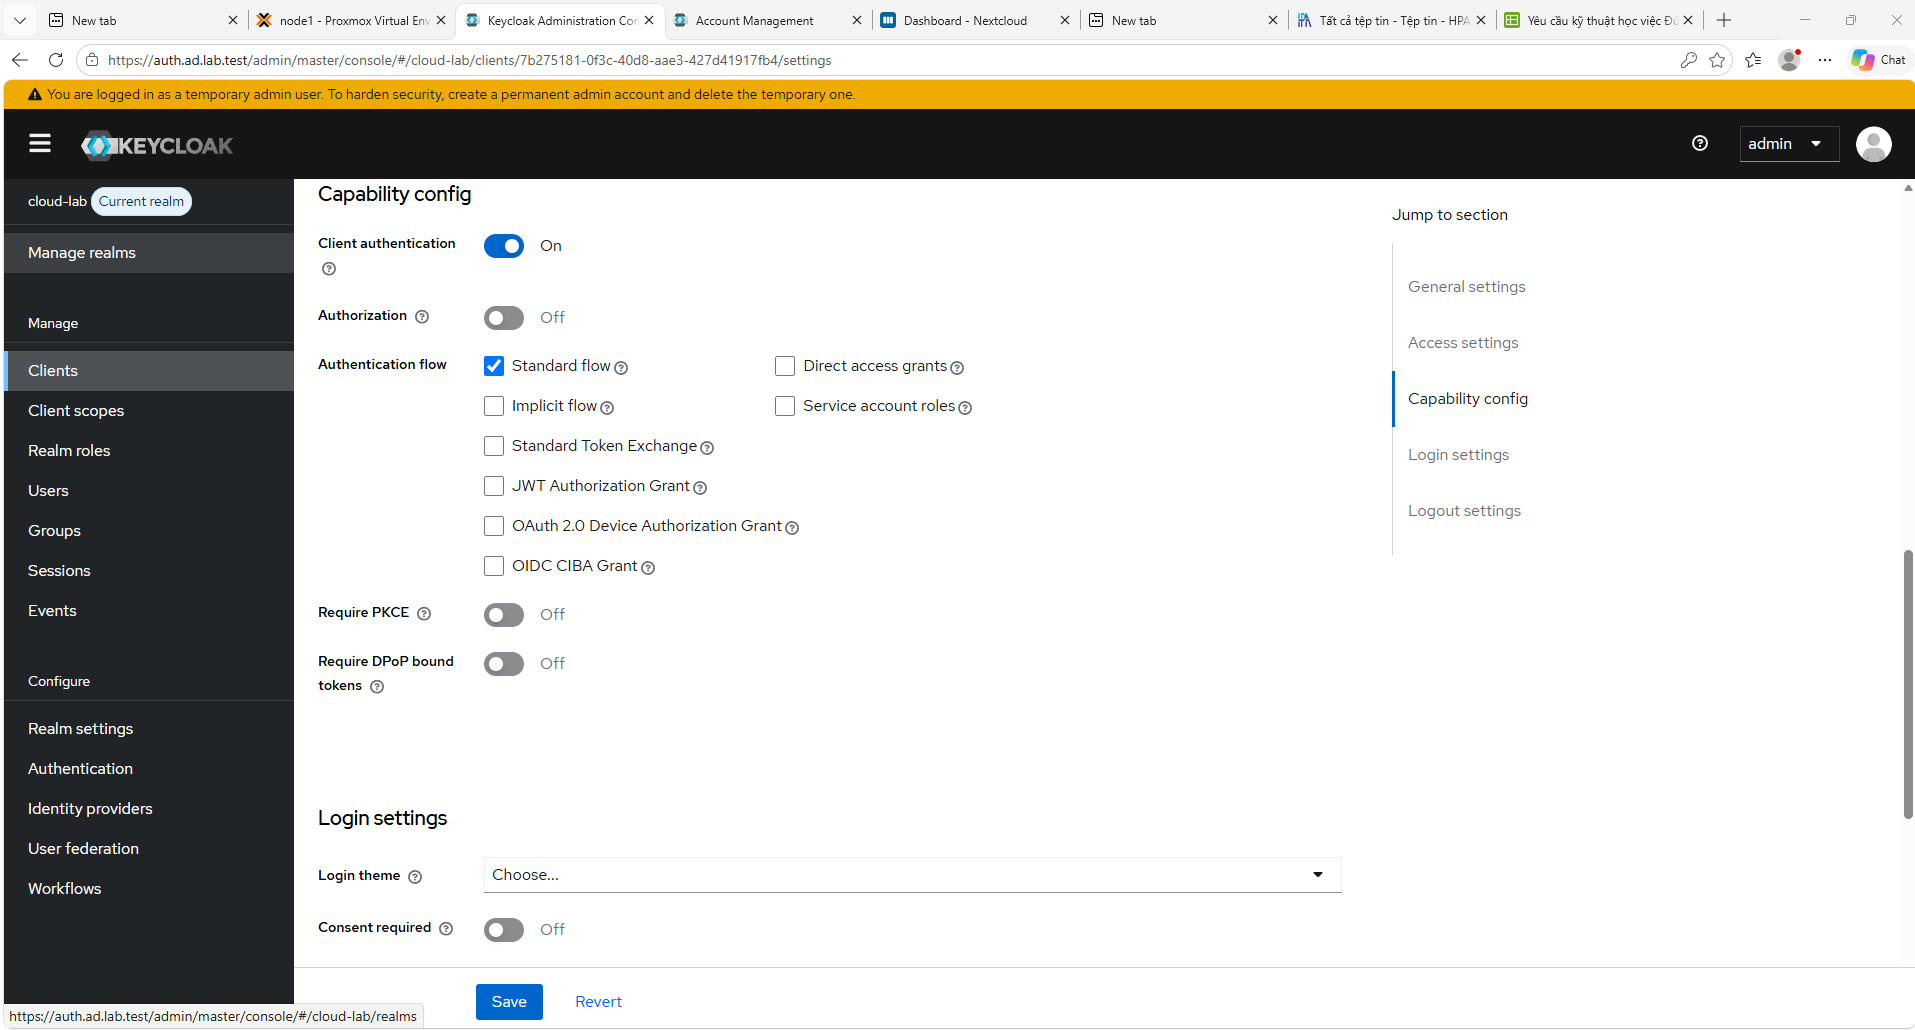 New tab
node1 - Proxmox Virtual Env
Keycloak Administration Con
Account Management
Dashboard - Nextcloud
New tab
Tất cả tệp tin - Tệp tin - HPA
Yêu cầu kỹ thuật học việc Đú
https://auth.ad.lab.test/admin/master/console/#/cloud-lab/clients/7b275181-0f3c-40d8-aae3-427d41917fb4/settings
Chat
You are logged in as a temporary admin user. To harden security, create a permanent admin account and delete the temporary one.
KEYCLOAK
admin
cloud-lab Current realm
Manage realms
Manage
Clients
Client scopes
Realm roles
Users
Groups
Sessions
Events
Configure
Realm settings
Authentication
Identity providers
User federation
Workflows
Capability config
Client authentication
On
Authorization
Off
Authentication flow
Standard flow
Direct access grants
Implicit flow
Service account roles
Standard Token Exchange
JWT Authorization Grant
OAuth 2.0 Device Authorization Grant
OIDC CIBA Grant
Require PKCE
Off
Require DPoP bound
tokens
Off
Login settings
Login theme
Choose...
Consent required
Off
Save
Revert
Jump to section
General settings
Access settings
Capability config
Login settings
Logout settings
https://auth.ad.lab.test/admin/master/console/#/cloud-lab/realms